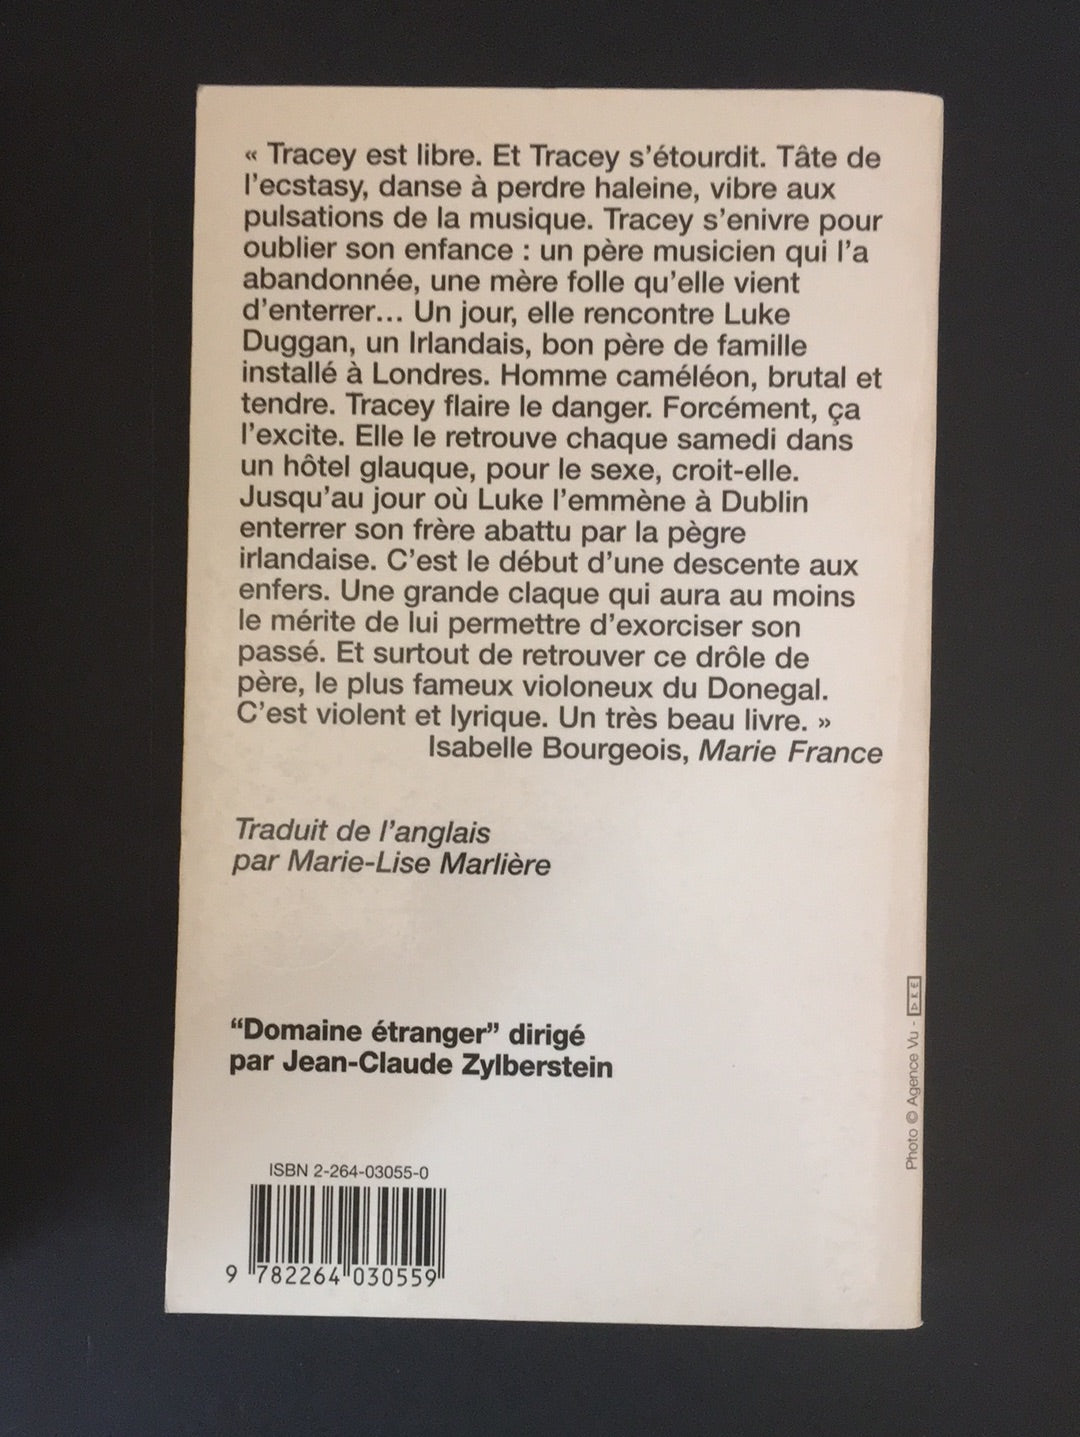 « Tracey est libre. Et Tracey s’étourdit. Tâte de
l’ecstasy, danse à perdre haleine, vibre aux
pulsations de la musique. Tracey s’enivre pour
oublier son enfance : un père musicien qui l’a
abandonnée, une mère folle qu’elle vient
d’enterrer... Un jour, elle rencontre Luke
Duggan, un Irlandais, bon père de famille
installé à Londres. Homme caméléon, brutal et
tendre. Tracey flaire le danger. Forcément, ça
l’excite. Elle le retrouve chaque samedi dans
un hôtel glauque, pour le sexe, croit-elle.
Jusqu’au jour où Luke l’emmène à Dublin
enterrer son frère abattu par la pègre
irlandaise. C’est le début d’une descente aux
enfers. Une grande claque qui aura au moins
le mérite de lui permettre d’exorciser son
passé. Et surtout de retrouver ce drôle de
père, le plus fameux violoneux du Donegal.
C’est violent et lyrique. Un très beau livre. »
Isabelle Bourgeois, Marie France
Traduit de l’anglais
par Marie-Lise Marlière
“Domaine étranger” dirigé
par Jean-Claude Zylberstein
ISBN 2-264-03055-0
9 782264 030559
Photo © Agence Vu -